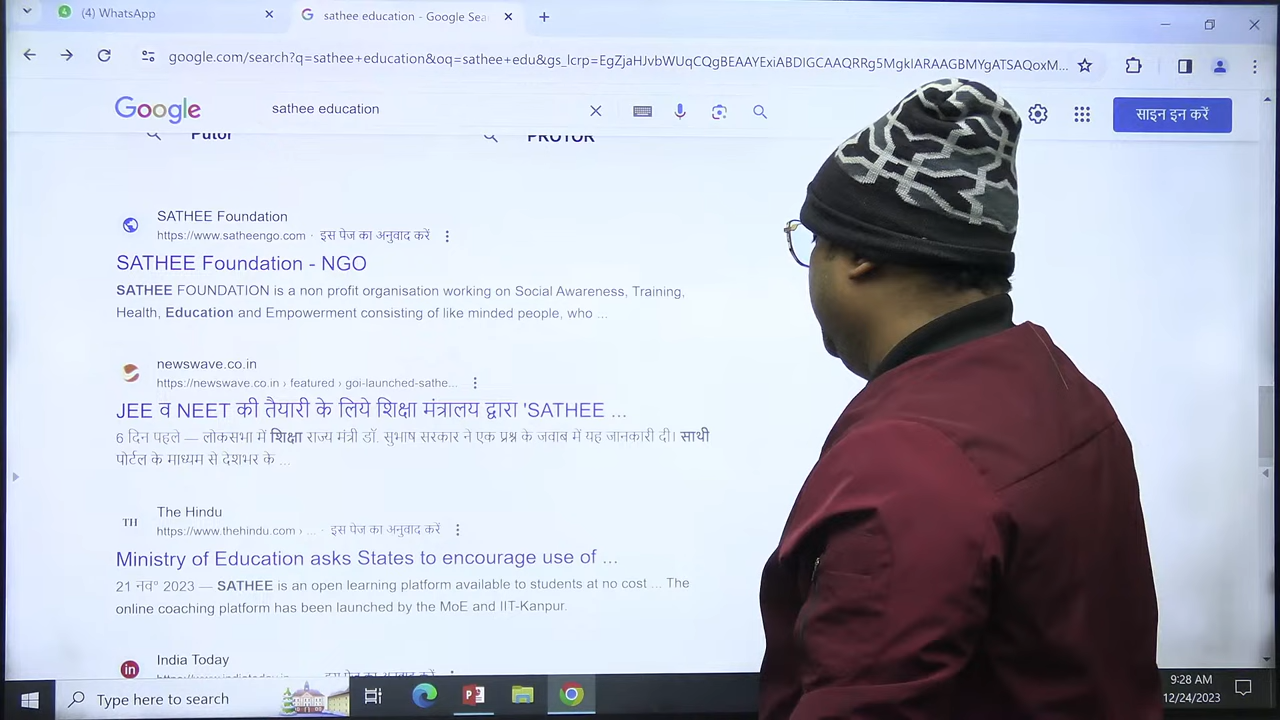 (4) WhatsApp
sathee education - Google Sea
google.com/search?q=sathee+education&oq=sathee+edu&gs_lcrp=EgZjaHJvbWUqCQgBEAAYExiABDIGCAAQRRg5MgkIARAAGBMYgATSAQoxM...
Google
sathee education
साइन इन करें
Tutor
PROTOR
SATHEE Foundation
https://www.satheengo.com · इस पेज का अनुवाद करें
SATHEE Foundation - NGO
SATHEE FOUNDATION is a non profit organisation working on Social Awareness, Training,
Health, Education and Empowerment consisting of like minded people, who ...
newswave.co.in
https://newswave.co.in › featured › goi-launched-sathe...
JEE व NEET की तैयारी के लिये शिक्षा मंत्रालय द्वारा 'SATHEE ...
6 दिन पहले — लोकसभा में शिक्षा राज्य मंत्री डॉ. सुभाष सरकार ने एक प्रश्न के जवाब में यह जानकारी दी। साथी
पोर्टल के माध्यम से देशभर के ...
TH
The Hindu
https://www.thehindu.com › ... · इस पेज का अनुवाद करें
Ministry of Education asks States to encourage use of ...
21 नव॰ 2023 — SATHEE is an open learning platform available to students at no cost ... The
online coaching platform has been launched by the MoE and IIT-Kanpur.
in
India Today
Type here to search
9:28 AM
12/24/2023